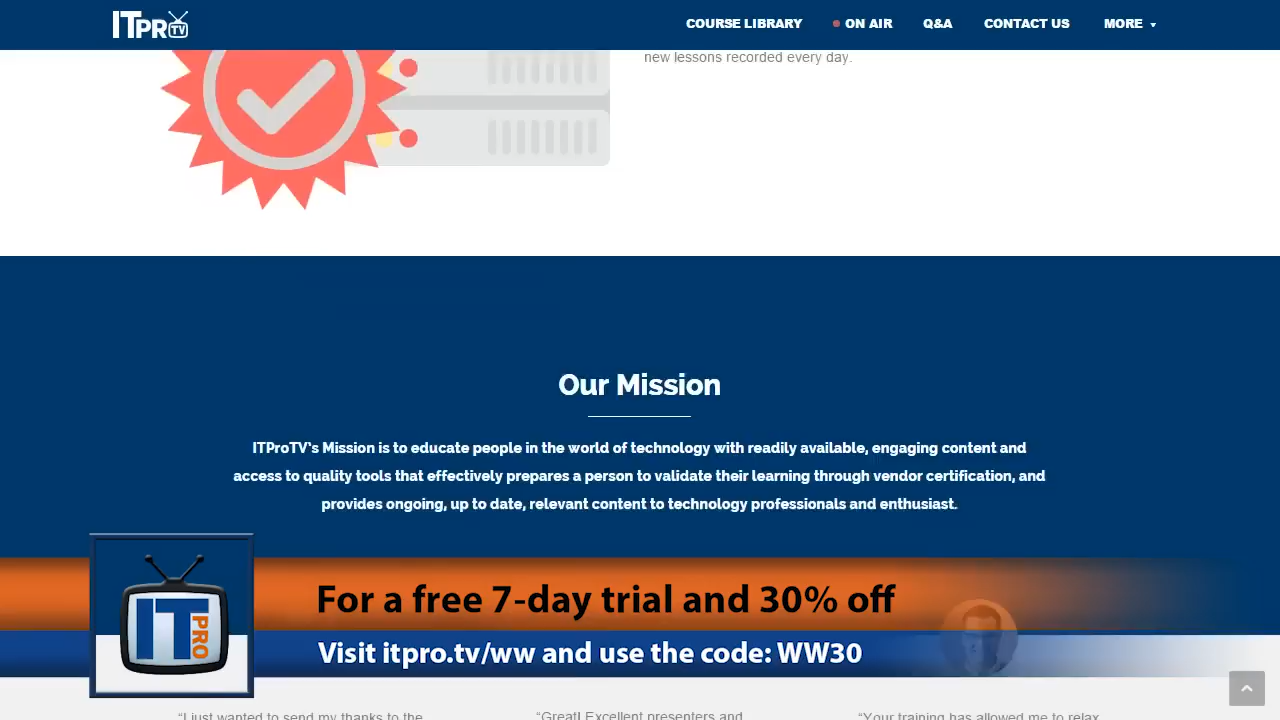 ITPRO TV
COURSE LIBRARY
ON AIR
Q&A
CONTACT US
MORE
new lessons recorded every day.
Our Mission
ITProTV's Mission is to educate people in the world of technology with readily available, engaging content and
access to quality tools that effectively prepares a person to validate their learning through vendor certification, and
provides ongoing, up to date, relevant content to technology professionals and enthusiast.
IT PRO
For a free 7-day trial and 30% off
Visit itpro.tv/ww and use the code: WW30
“I just wanted to send my thanks to the
“Great! Excellent presenters and
“Your training has allowed me to relax